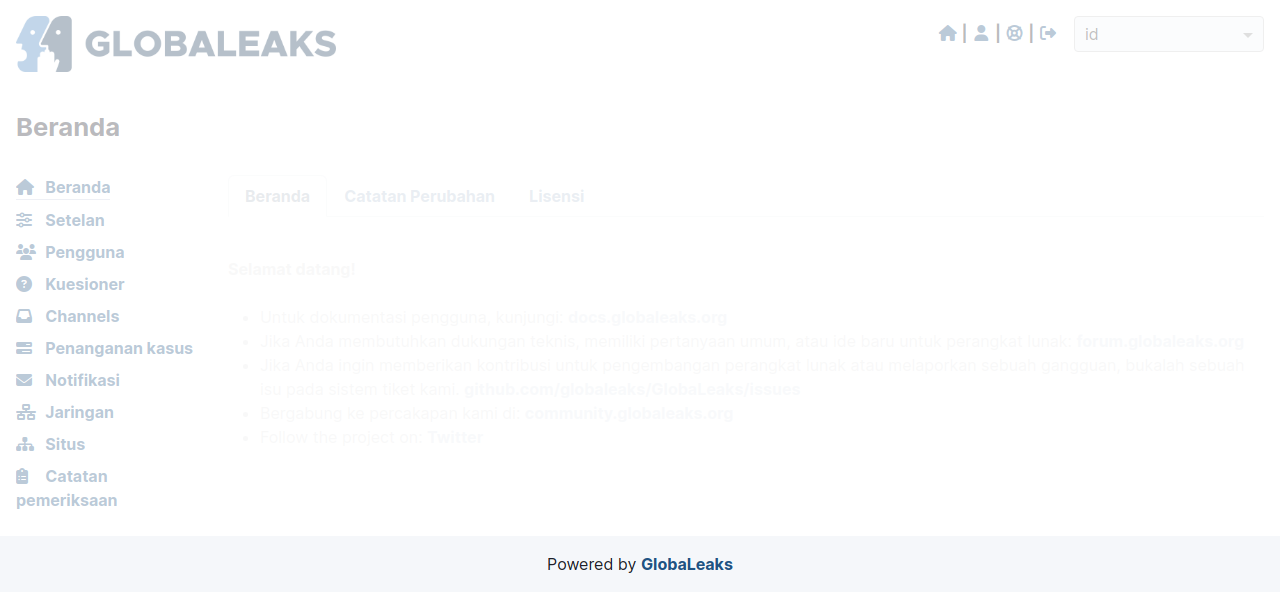 GLOBALEAKS
| | |
id
Beranda
Beranda
Setelan
Pengguna
Kuesioner
Channels
Penanganan kasus
Notifikasi
Jaringan
Situs
Catatan
pemeriksaan
Beranda Catatan Perubahan Lisensi
Selamat datang!
Untuk dokumentasi pengguna, kunjungi: docs.globaleaks.org
Jika Anda membutuhkan dukungan teknis, memiliki pertanyaan umum, atau ide baru untuk perangkat lunak: forum.globaleaks.org
Jika Anda ingin memberikan kontribusi untuk pengembangan perangkat lunak atau melaporkan sebuah gangguan, bukalah sebuah
isu pada sistem tiket kami: github.com/globaleaks/GlobaLeaks/issues
Bergabung ke percakapan kami di: community.globaleaks.org
Follow the project on: Twitter
Powered by GlobaLeaks